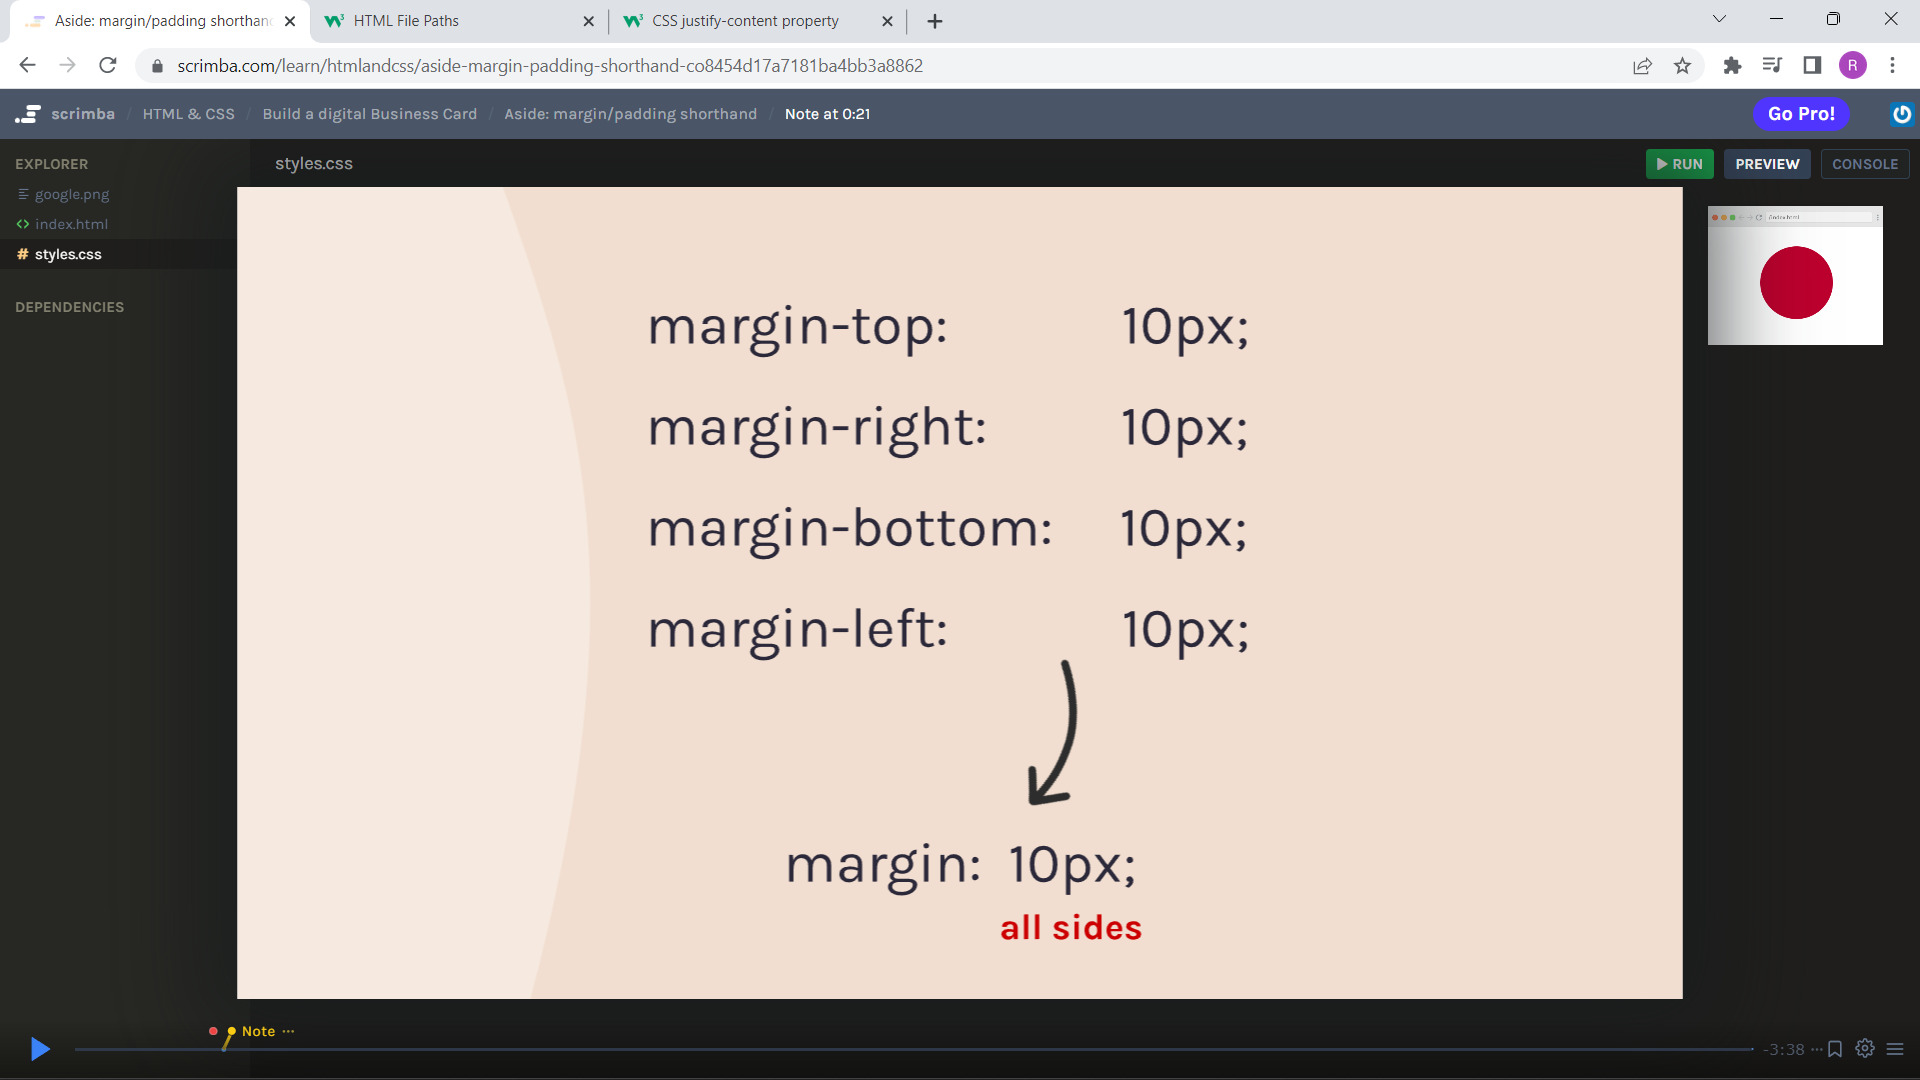 Aside: margin/padding shorthand
HTML File Paths
CSS justify-content property
scrimba.com/learn/htmlandcss/aside-margin-padding-shorthand-co8454d17a7181ba4bb3a8862
R
scrimba / HTML & CSS / Build a digital Business Card / Aside: margin/padding shorthand / Note at 0:21
Go Pro!
EXPLORER
styles.css
RUN
PREVIEW
CONSOLE
google.png
index.html
styles.css
DEPENDENCIES
/index.html
margin-top: 10px;
margin-right: 10px;
margin-bottom: 10px;
margin-left: 10px;
margin: 10px;
all sides
Note ...
-3:38 ...